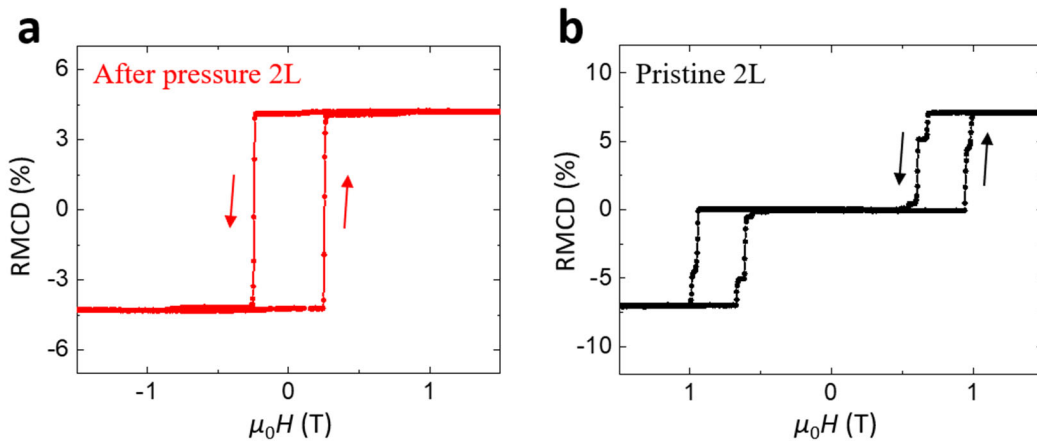 a
After pressure 2L
RMCD (%)
6
3
0
-3
-6
-1
0
1
μ₀H (T)
b
Pristine 2L
RMCD (%)
10
5
0
-5
-10
1
0
1
μ₀H (T)